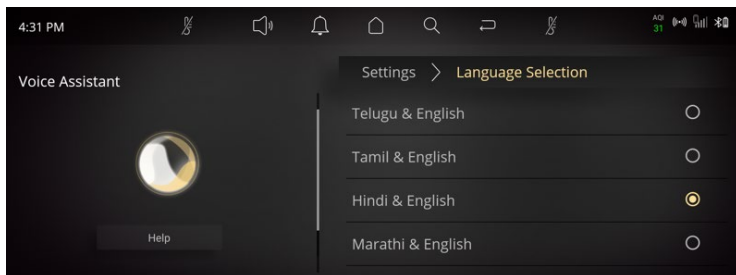 4:31 PM
AQI
31
Voice Assistant
Help
Settings > Language Selection
Telugu & English
Tamil & English
Hindi & English
Marathi & English